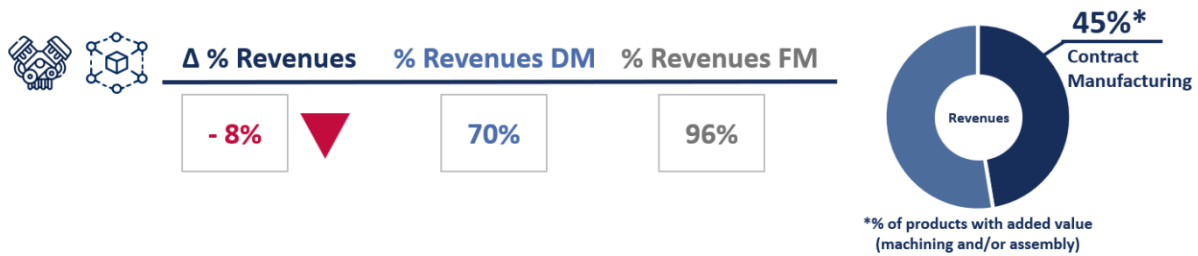 Δ % Revenues % Revenues DM % Revenues FM
- 8% 70% 96%
45%*
Contract
Manufacturing
Revenues
*% of products with added value
(machining and/or assembly)